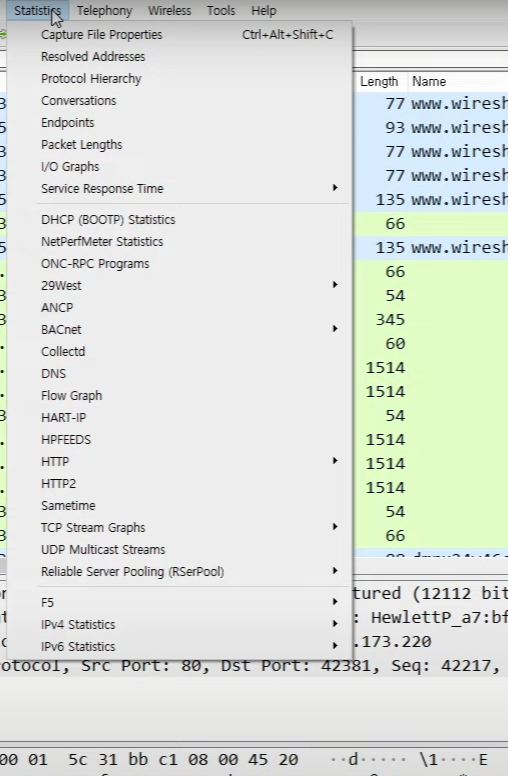 Statistics Telephony Wireless Tools Help
Capture File Properties Ctrl+Alt+Shift+C
Resolved Addresses
Protocol Hierarchy
Conversations
Endpoints
Packet Lengths
I/O Graphs
Service Response Time
DHCP (BOOTP) Statistics
NetPerfMeter Statistics
ONC-RPC Programs
29West
ANCP
BACnet
Collectd
DNS
Flow Graph
HART-IP
HPFEEDS
HTTP
HTTP2
Sametime
TCP Stream Graphs
UDP Multicast Streams
Reliable Server Pooling (RSerPool)
F5
IPv4 Statistics
IPv6 Statistics
Length Name
77 www.wiresh
93 www.wiresh
77 www.wiresh
77 www.wiresh
135 www.wiresh
66
135 www.wiresh
66
54
345
60
1514
1514
54
1514
1514
1514
54
66
tured (12112 bit
: HewlettP_a7:bf
.173.220
otocol, Src Port: 80, Dst Port: 42381, Seq: 42217,
00 01 5c 31 bb c1 08 00 45 20 ··d····· \1····E